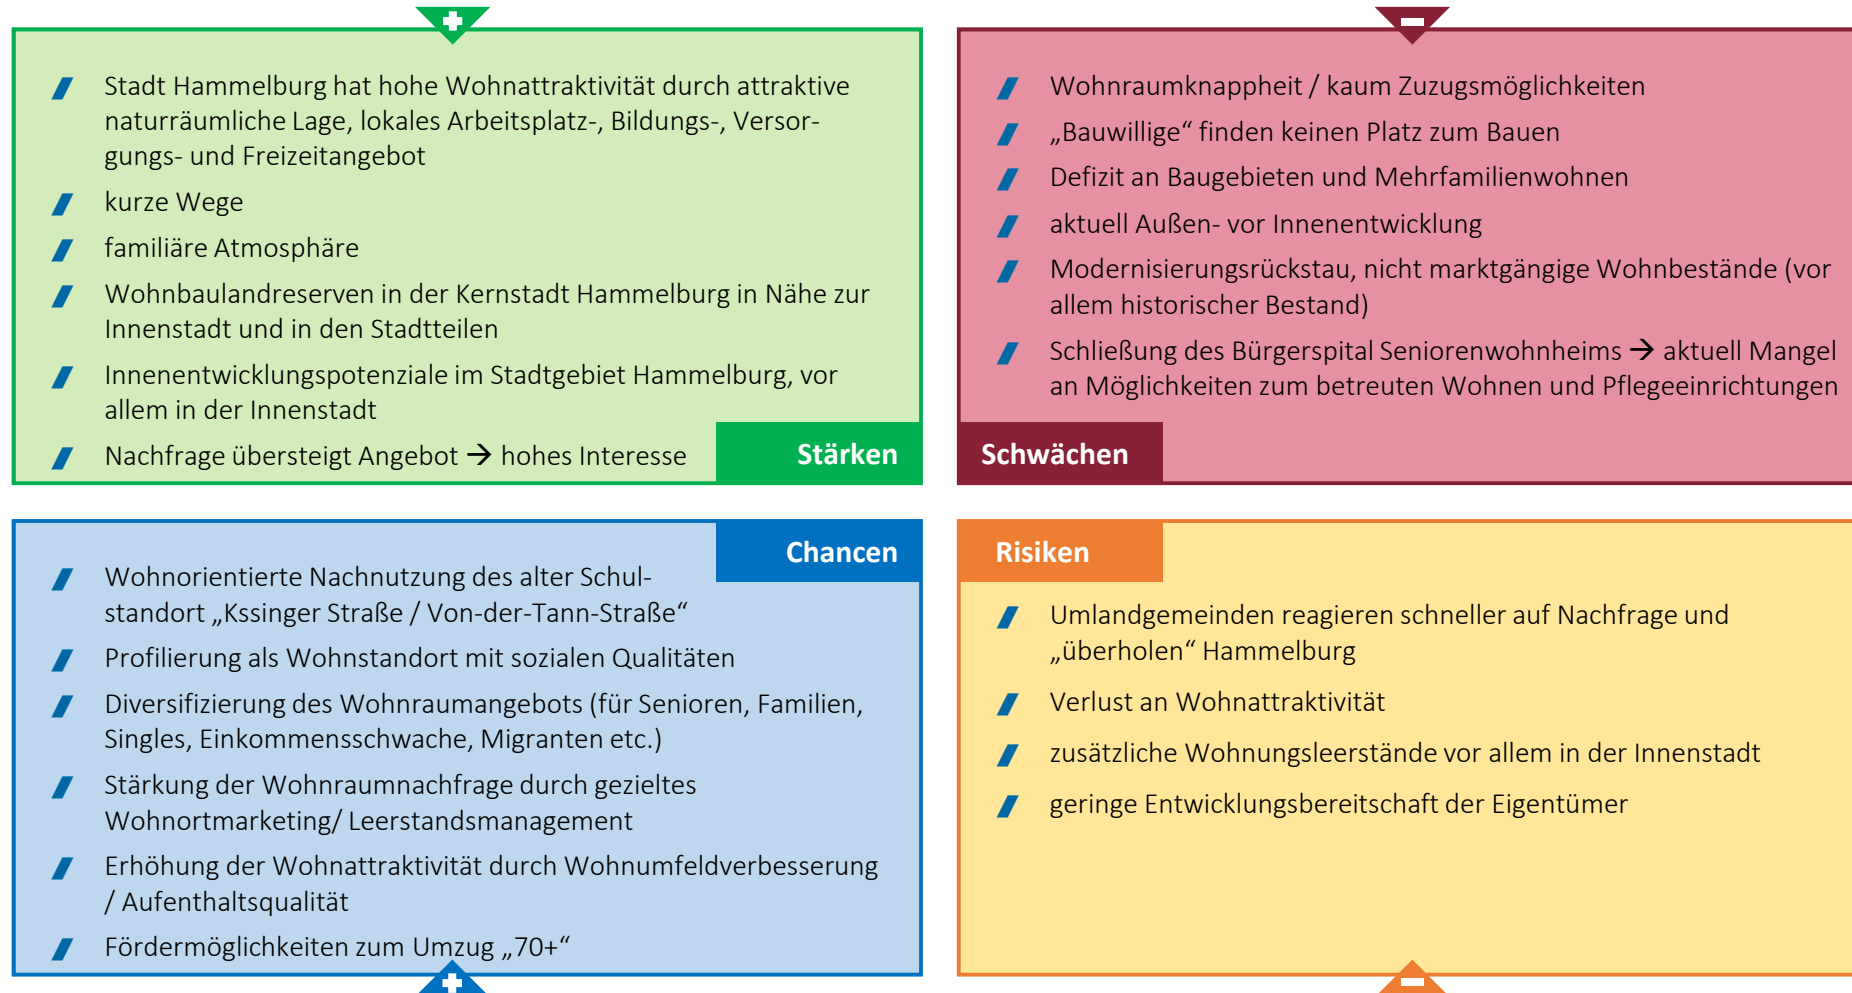 Stadt Hammelburg hat hohe Wohnattraktivität durch attraktive
naturräumliche Lage, lokales Arbeitsplatz-, Bildungs-, Versor-
gungs- und Freizeitangebot
kurze Wege
familiäre Atmosphäre
Wohnbaulandreserven in der Kernstadt Hammelburg in Nähe zur
Innenstadt und in den Stadtteilen
Innenentwicklungspotenziale im Stadtgebiet Hammelburg, vor
allem in der Innenstadt
Nachfrage übersteigt Angebot → hohes Interesse
Stärken
Wohnraumknappheit / kaum Zuzugsmöglichkeiten
„Bauwillige“ finden keinen Platz zum Bauen
Defizit an Baugebieten und Mehrfamilienwohnen
aktuell Außen- vor Innenentwicklung
Modernisierungsrückstau, nicht marktgängige Wohnbestände (vor
allem historischer Bestand)
Schließung des Bürgerspital Seniorenwohnheims → aktuell Mangel
an Möglichkeiten zum betreuten Wohnen und Pflegeeinrichtungen
Schwächen
Chancen
Wohnorientierte Nachnutzung des alter Schul-
standort „Kssinger Straße / Von-der-Tann-Straße“
Profilierung als Wohnstandort mit sozialen Qualitäten
Diversifizierung des Wohnraumangebots (für Senioren, Familien,
Singles, Einkommensschwache, Migranten etc.)
Stärkung der Wohnraumnachfrage durch gezieltes
Wohnortmarketing/ Leerstandsmanagement
Erhöhung der Wohnattraktivität durch Wohnumfeldverbesserung
/ Aufenthaltsqualität
Fördermöglichkeiten zum Umzug „70+“
Risiken
Umlandgemeinden reagieren schneller auf Nachfrage und
„überholen“ Hammelburg
Verlust an Wohnattraktivität
zusätzliche Wohnungsleerstände vor allem in der Innenstadt
geringe Entwicklungsbereitschaft der Eigentümer